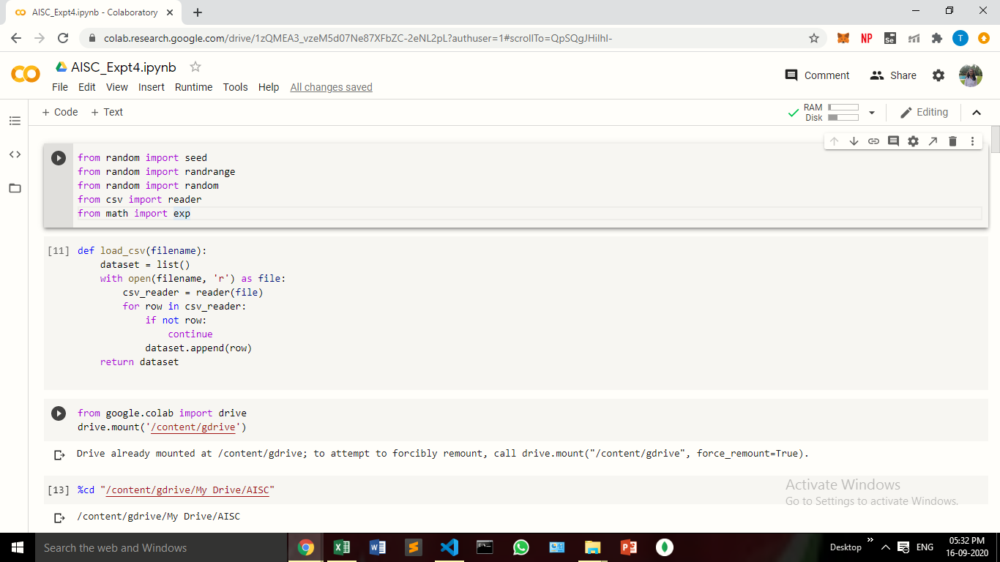 AISC_Expt4.ipynb - Colaboratory
colab.research.google.com/drive/1zQMEA3_vzeM5d07Ne87XFbZC-2eNL2pL?authuser=1#scrollTo=QpSQgJHilhI-
NP
Se
T
AISC_Expt4.ipynb
File Edit View Insert Runtime Tools Help All changes saved
Comment Share
+ Code + Text
RAM
Disk
Editing
from random import seed
from random import randrange
from random import random
from csv import reader
from math import exp
[11] def load_csv(filename):
dataset = list()
with open(filename, 'r') as file:
csv_reader = reader(file)
for row in csv_reader:
if not row:
continue
dataset.append(row)
return dataset
from google.colab import drive
drive.mount('/content/gdrive')
Drive already mounted at /content/gdrive; to attempt to forcibly remount, call drive.mount("/content/gdrive", force_remount=True).
[13] %cd "/content/gdrive/My Drive/AISC"
/content/gdrive/My Drive/AISC
Activate Windows
Go to Settings to activate Windows.
Search the web and Windows
Desktop
ENG
05:32 PM
16-09-2020